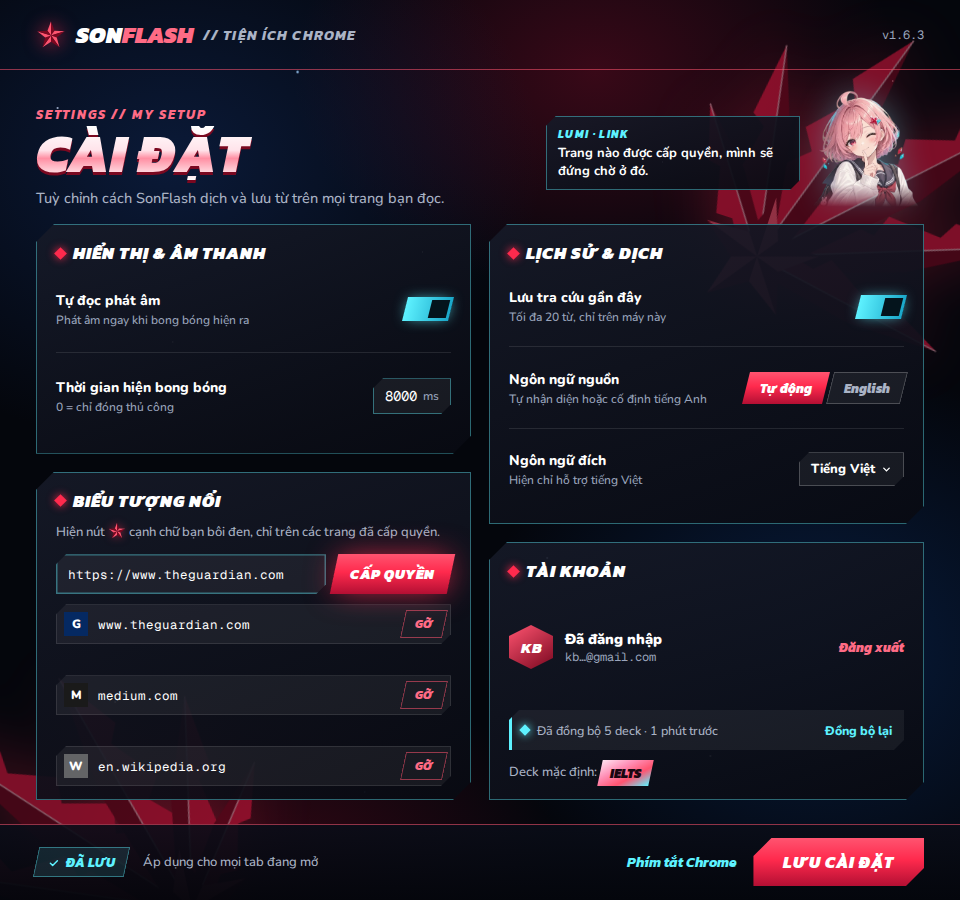 SONFLASH // TIỆN ÍCH CHROME
v1.6.3
SETTINGS // MY SETUP
CÀI ĐẶT
Tuỳ chỉnh cách SonFlash dịch và lưu từ trên mọi trang bạn đọc.
LUMI · LINK
Trang nào được cấp quyền, mình sẽ
đứng chờ ở đó.
HIỂN THỊ & ÂM THANH
Tự đọc phát âm
Phát âm ngay khi bong bóng hiện ra
Thời gian hiện bong bóng
0 = chỉ đóng thủ công
8000 ms
BIỂU TƯỢNG NỔI
Hiện nút cạnh chữ bạn bôi đen, chỉ trên các trang đã cấp quyền.
https://www.theguardian.com
CẤP QUYỀN
G www.theguardian.com GỠ
M medium.com GỠ
W en.wikipedia.org GỠ
LỊCH SỬ & DỊCH
Lưu tra cứu gần đây
Tối đa 20 từ, chỉ trên máy này
Ngôn ngữ nguồn
Tự nhận diện hoặc cố định tiếng Anh
Tự động English
Ngôn ngữ đích
Hiện chỉ hỗ trợ tiếng Việt
Tiếng Việt
TÀI KHOẢN
KB
Đã đăng nhập
kb…@gmail.com
Đăng xuất
Đã đồng bộ 5 deck · 1 phút trước
Đồng bộ lại
Deck mặc định: IELTS
ĐÃ LƯU
Áp dụng cho mọi tab đang mở
Phím tắt Chrome
LƯU CÀI ĐẶT